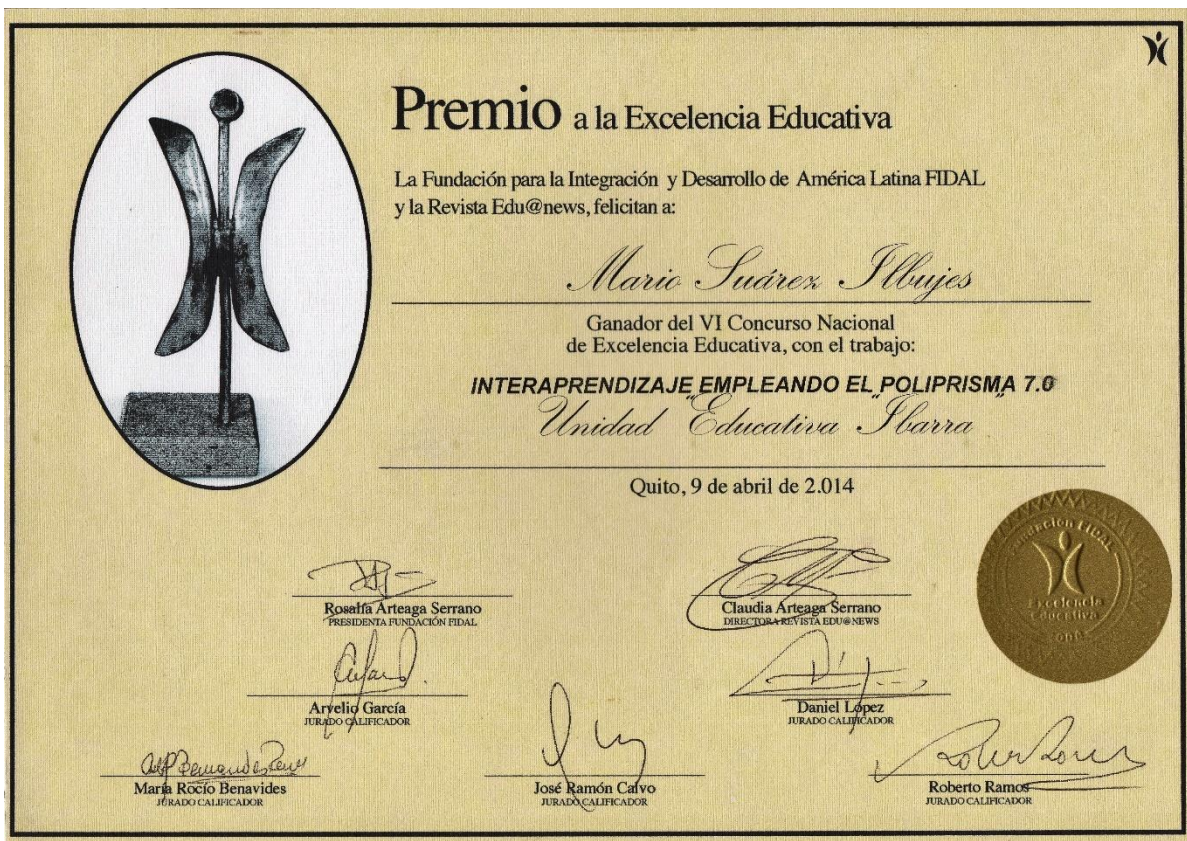 Premio a la Excelencia Educativa
La Fundación para la Integración y Desarrollo de América Latina FIDAL
y la Revista Edu@news, felicitan a:
Mario Suárez Ibujes
Ganador del VI Concurso Nacional
de Excelencia Educativa, con el trabajo:
INTERAPRENDIZAJE EMPLEANDO EL POLIPRISMA 7.0
Unidad "Educativa "Ibarra"
Quito, 9 de abril de 2.014
Rosalía Arteaga Serrano
PRESIDENTA FUNDACIÓN FIDAL
Claudia Arteaga Serrano
DIRECTORA REVISTA EDU@NEWS
Arvelio García
JURADO CALIFICADOR
Daniel López
JURADO CALIFICADOR
María Rocío Benavides
JURADO CALIFICADOR
José Ramón Calvo
JURADO CALIFICADOR
Roberto Ramos
JURADO CALIFICADOR
Fundación FIDAL
Excelencia
Educativa